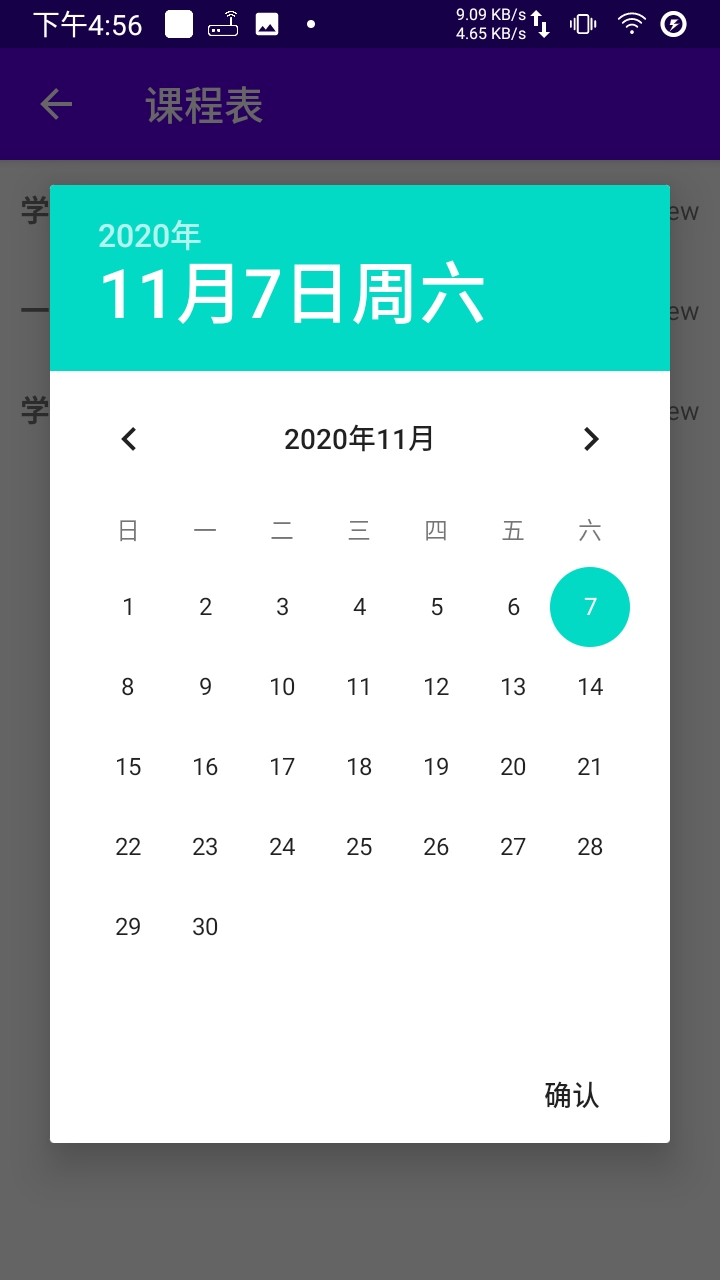 下午4:56
9.09 KB/s
4.65 KB/s
课程表
学 ew
2020年
11月7日周六
一 ew
学 ew
2020年11月
日 一 二 三 四 五 六
1 2 3 4 5 6 7
8 9 10 11 12 13 14
15 16 17 18 19 20 21
22 23 24 25 26 27 28
29 30
确认